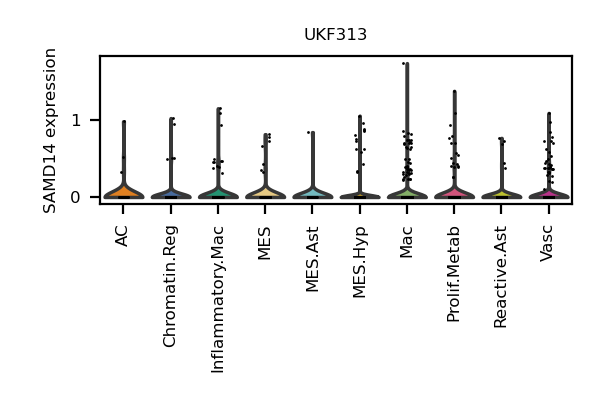 UKF313
SAMD14 expression
1
0
AC
Chromatin.Reg
Inflammatory.Mac
MES
MES.Ast
MES.Hyp
Mac
Prolif.Metab
Reactive.Ast
Vasc